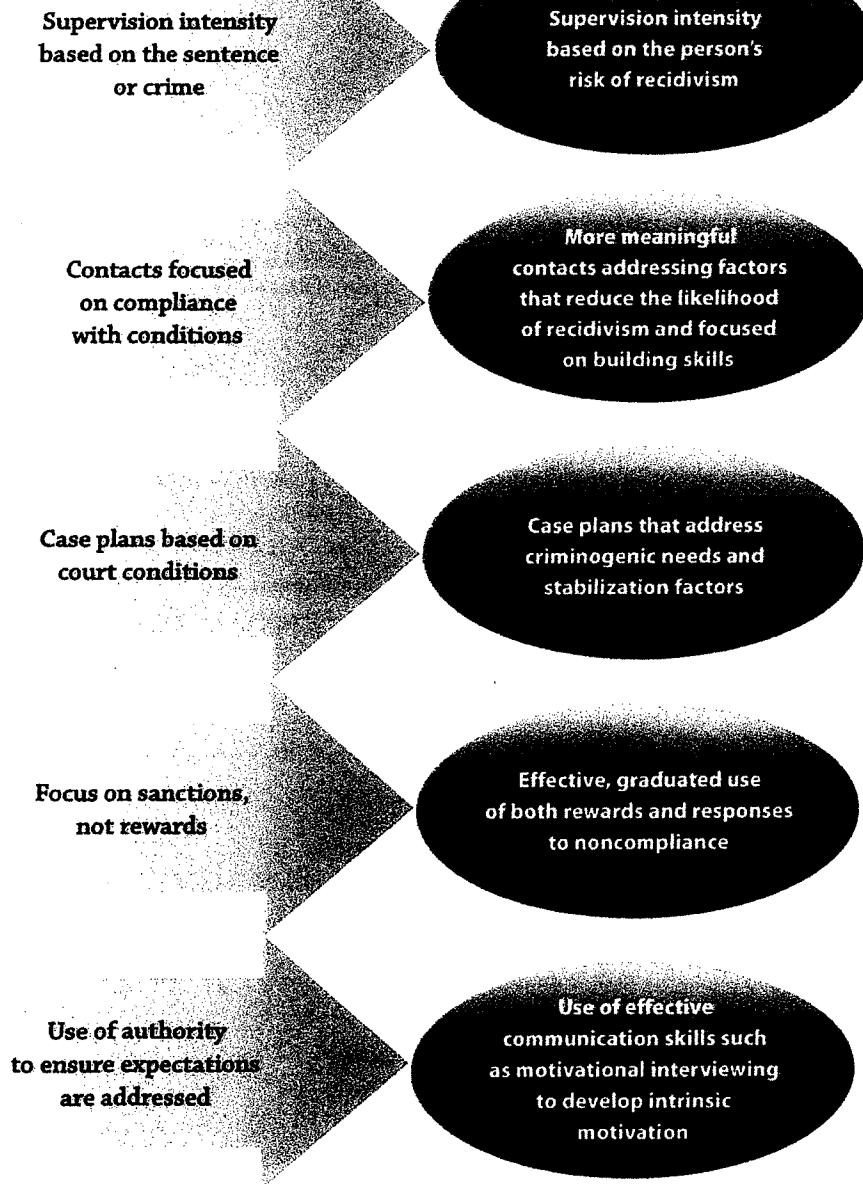 Supervision intensity
based on the sentence
or crime
Supervision intensity
based on the person's
risk of recidivism
Contacts focused
on compliance
with conditions
More meaningful
contacts addressing factors
that reduce the likelihood
of recidivism and focused
on building skills
Case plans based on
court conditions
Case plans that address
criminogenic needs and
stabilization factors
Focus on sanctions,
not rewards
Effective, graduated use
of both rewards and responses
to noncompliance
Use of authority
to ensure expectations
are addressed
Use of effective
communication skills such
as motivational interviewing
to develop intrinsic
motivation